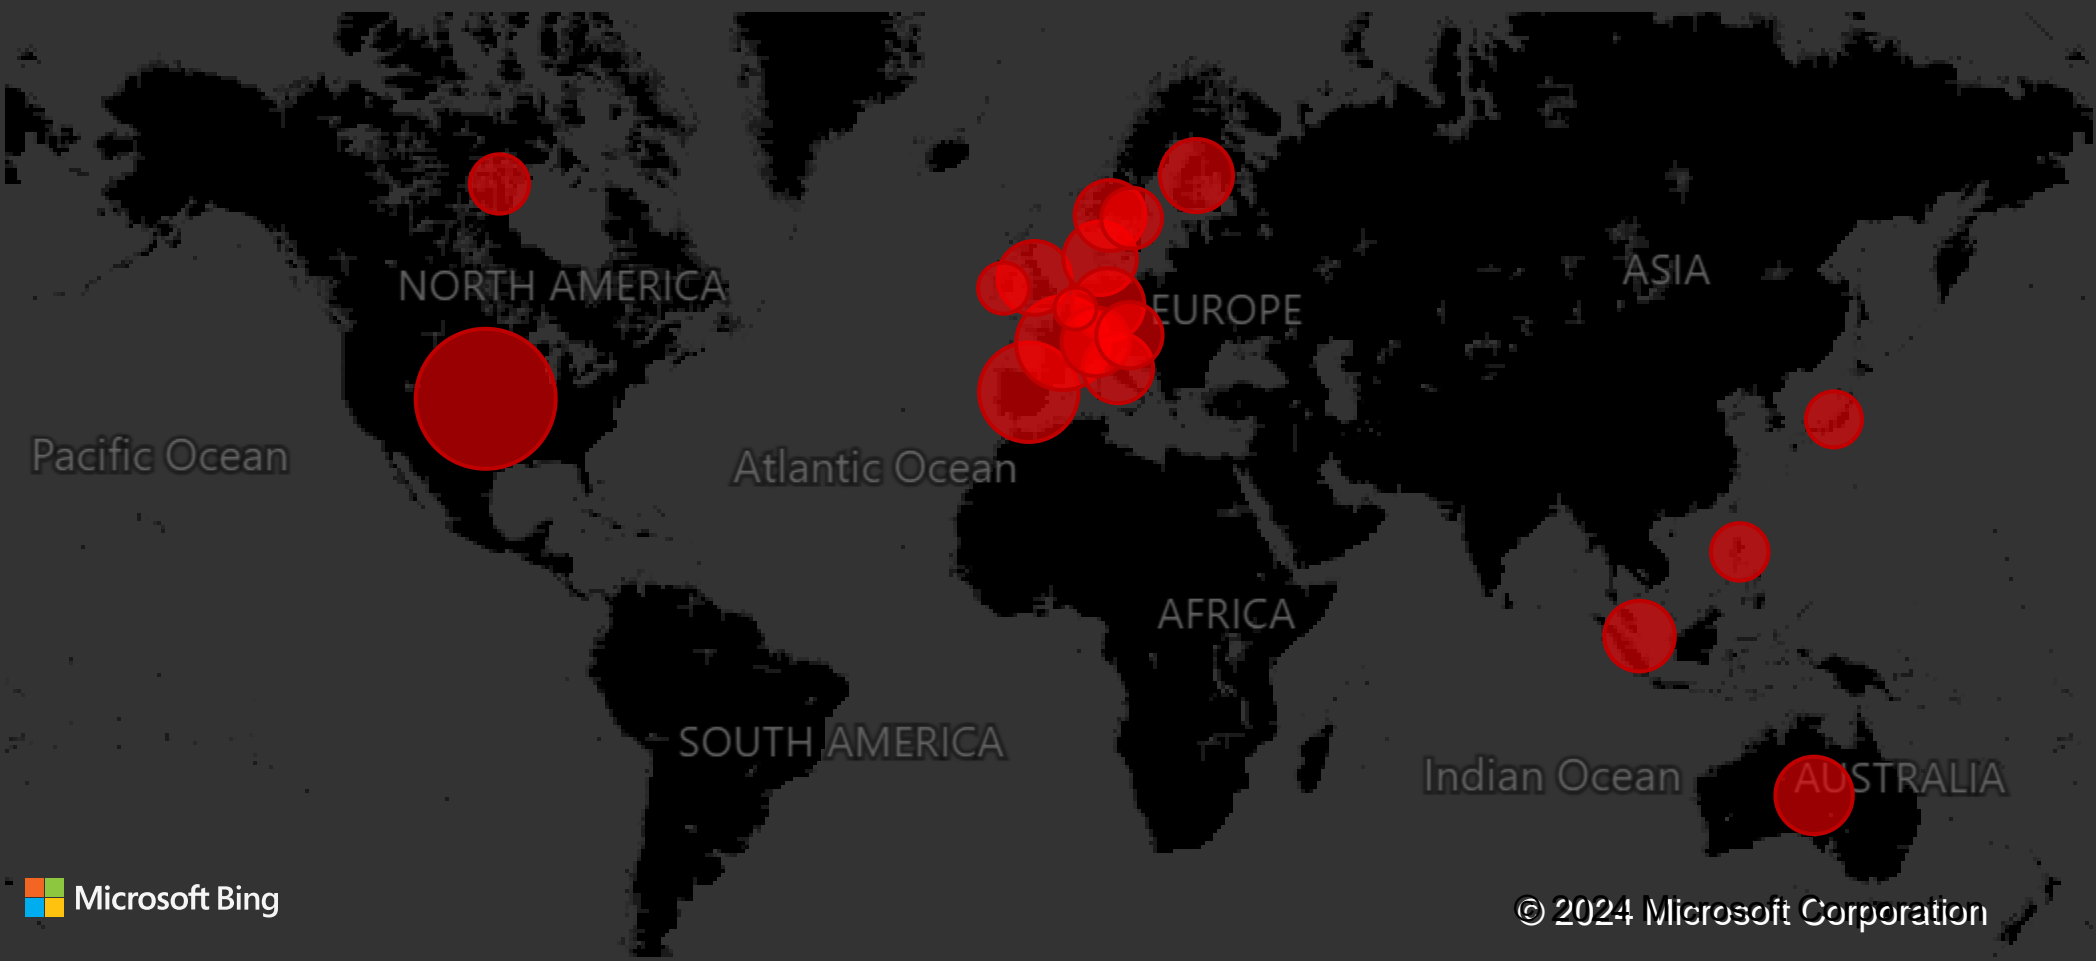 NORTH AMERICA
EUROPE
ASIA
Pacific Ocean
Atlantic Ocean
AFRICA
SOUTH AMERICA
Indian Ocean
AUSTRALIA
Microsoft Bing
© 2024 Microsoft Corporation